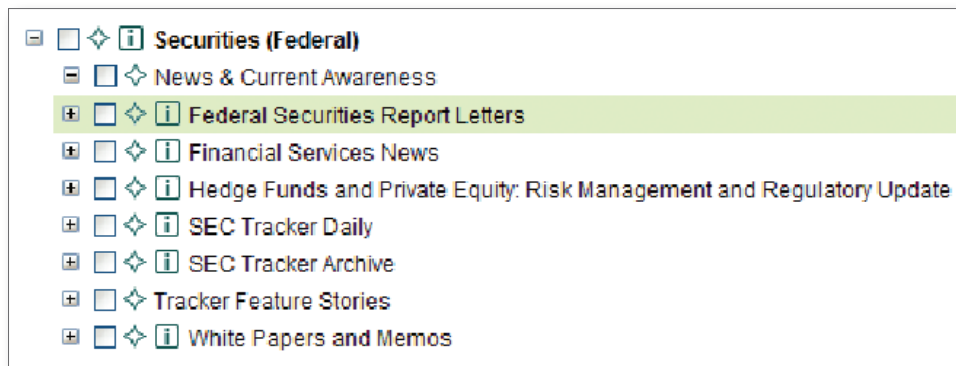 Securities (Federal)
News & Current Awareness
Federal Securities Report Letters
Financial Services News
Hedge Funds and Private Equity: Risk Management and Regulatory Update
SEC Tracker Daily
SEC Tracker Archive
Tracker Feature Stories
White Papers and Memos